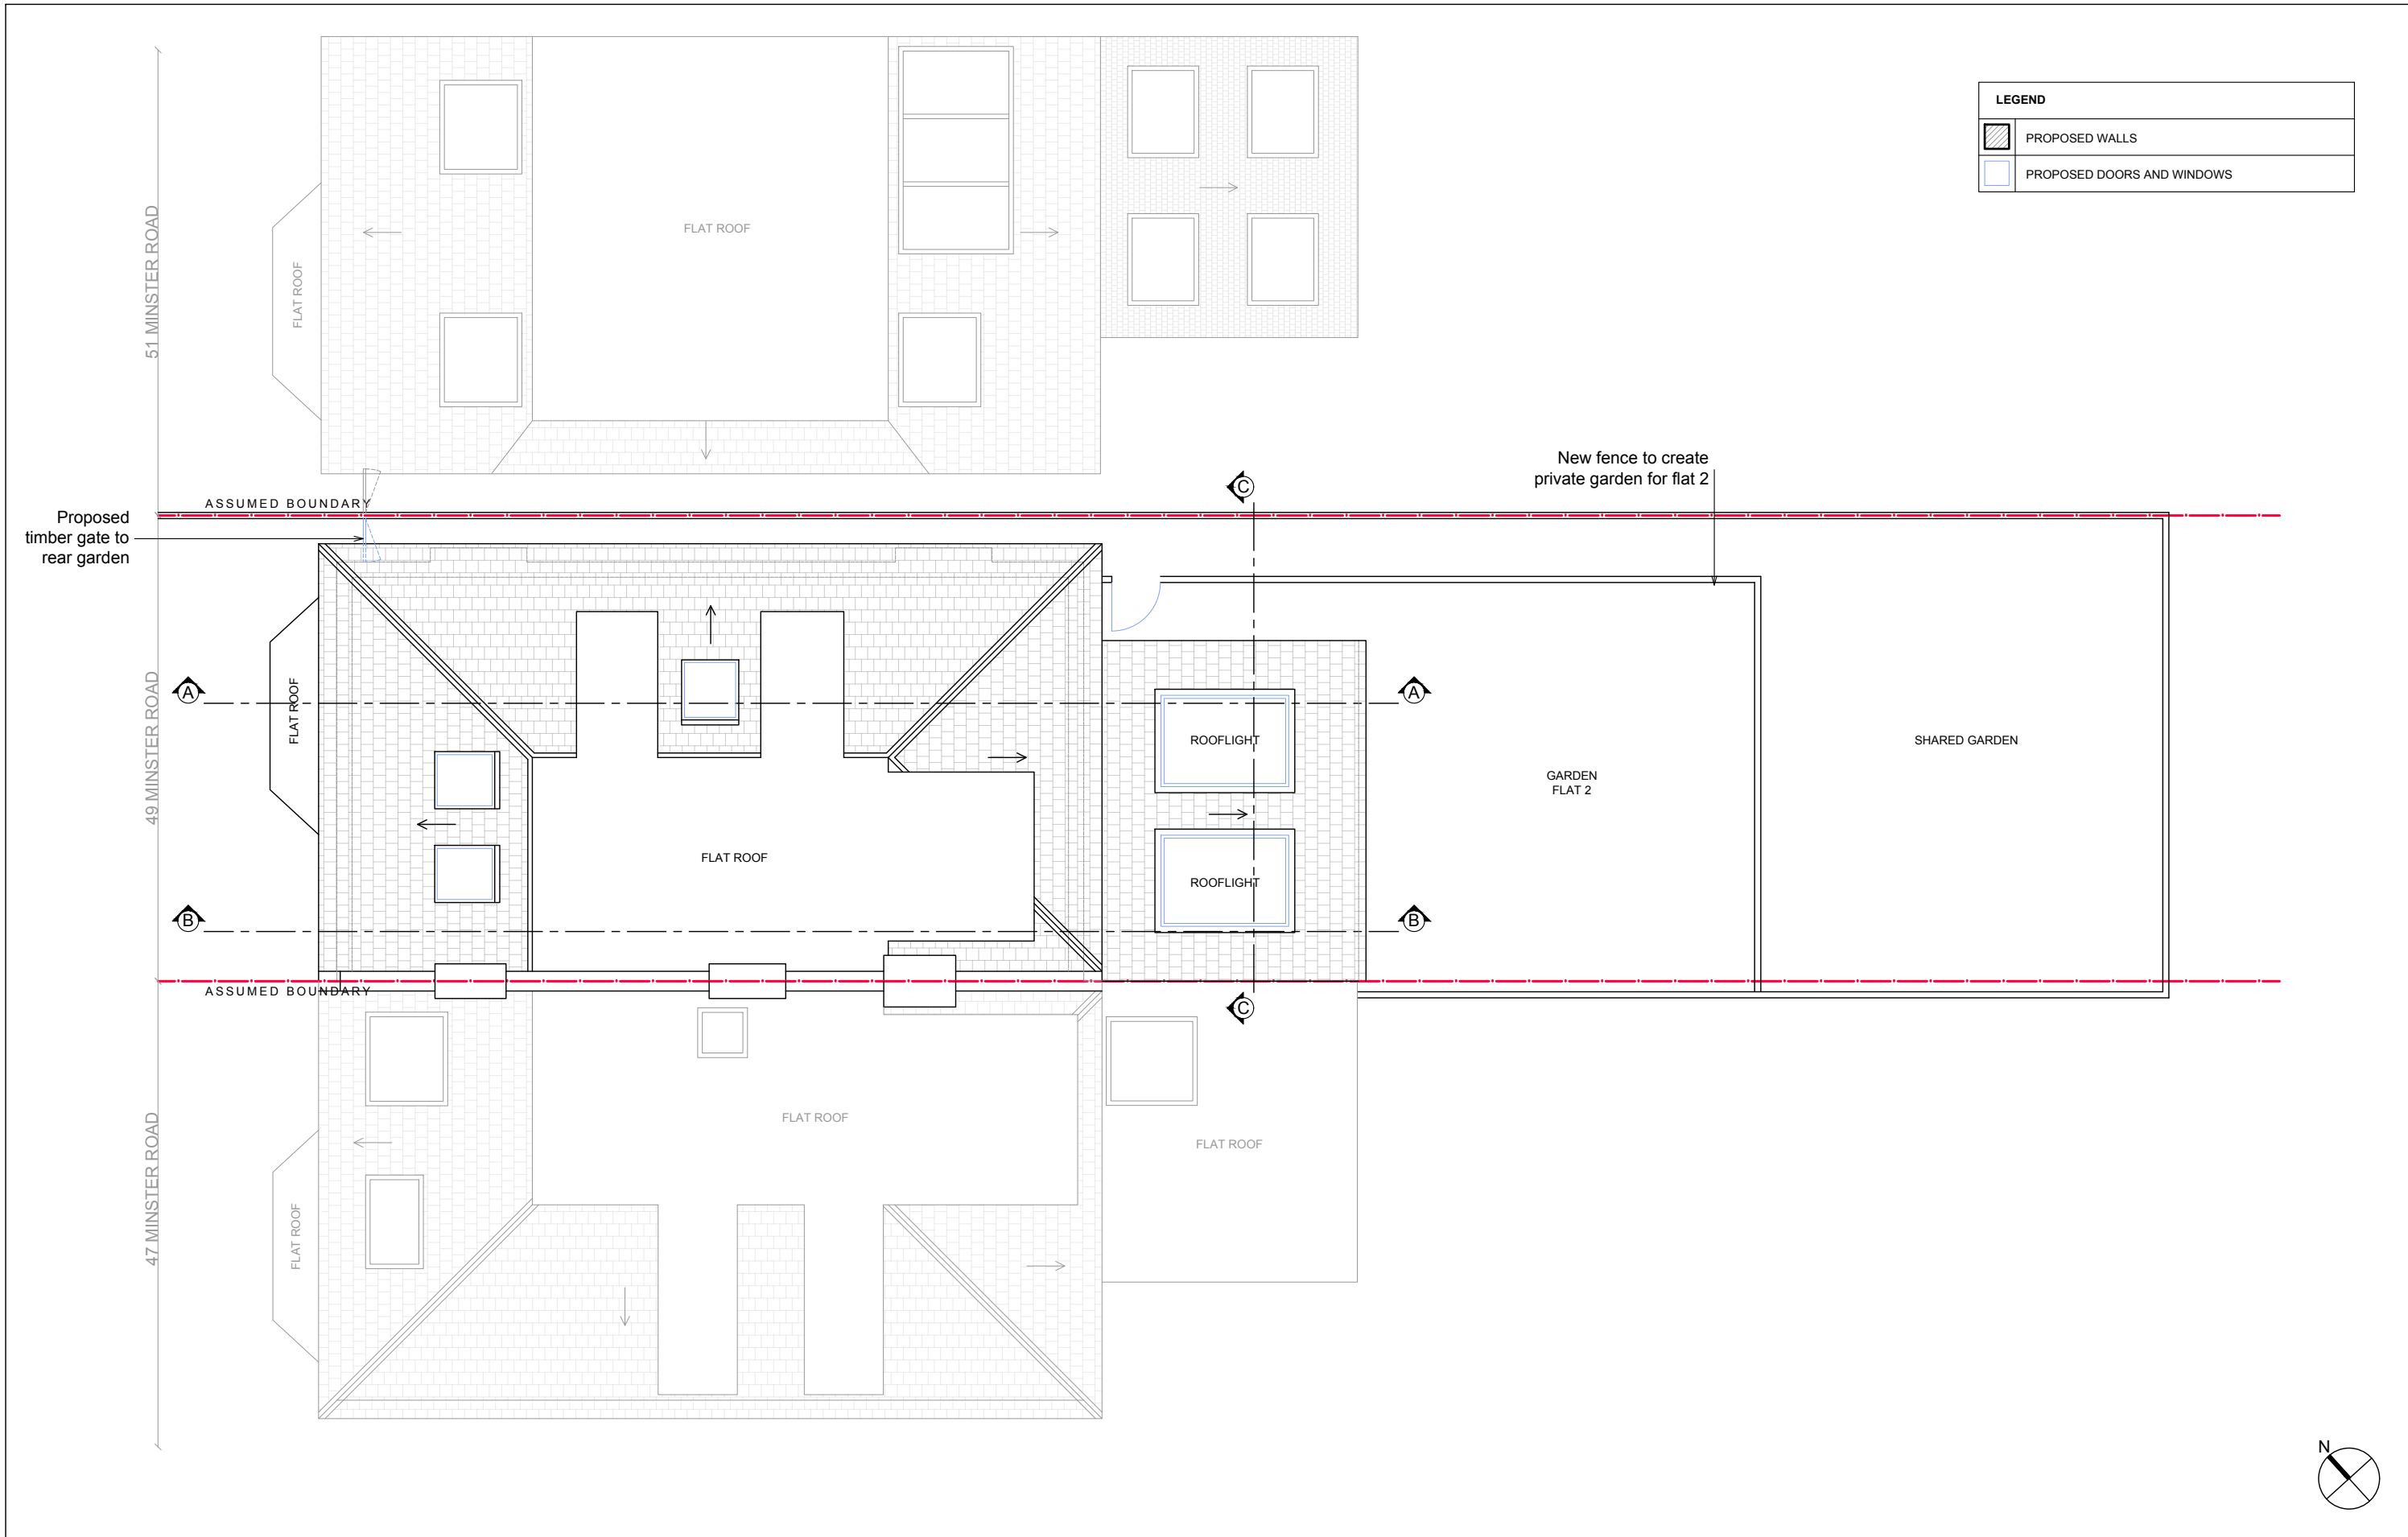 LEGEND
PROPOSED WALLS
PROPOSED DOORS AND WINDOWS
51 MINSTER ROAD
FLAT ROOF
FLAT ROOF
New fence to create
private garden for flat 2
C
ASSUMED BOUNDARY
Proposed
timber gate to
rear garden
49 MINSTER ROAD
FLAT ROOF
A
A
ROOFLIGHT
SHARED GARDEN
GARDEN
FLAT 2
FLAT ROOF
ROOFLIGHT
B
B
ASSUMED BOUNDARY
C
47 MINSTER ROAD
FLAT ROOF
FLAT ROOF
FLAT ROOF
N